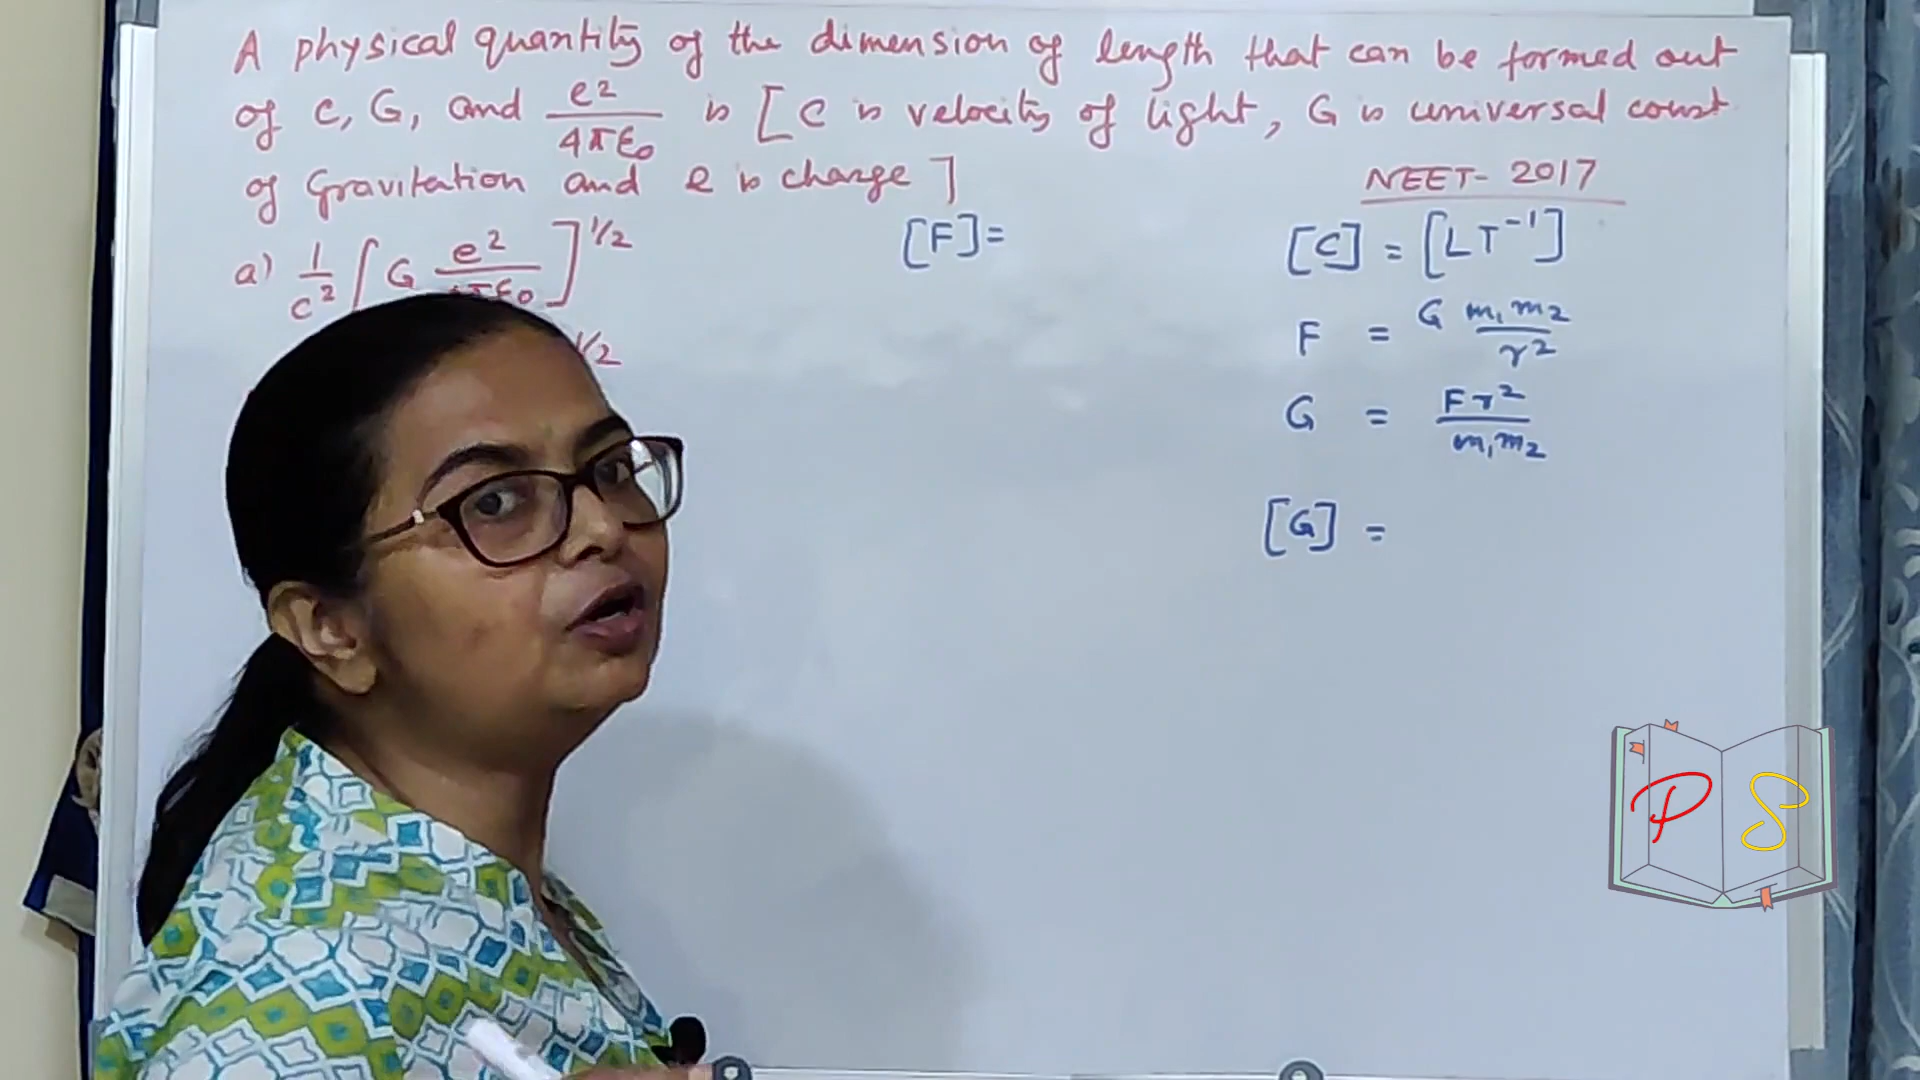 A physical quantity of the dimension of length that can be formed out
of c, G, and e²/4πε₀ is [c is velocity of light, G is universal const
of Gravitation and e is charge]
NEET- 2017
a) 1/c² [G e²/4πε₀]^1/2
1/2
[F]=
[C] = [LT⁻¹]
F = G m₁m₂/r²
G = Fr²/m₁m₂
[G] =
P S